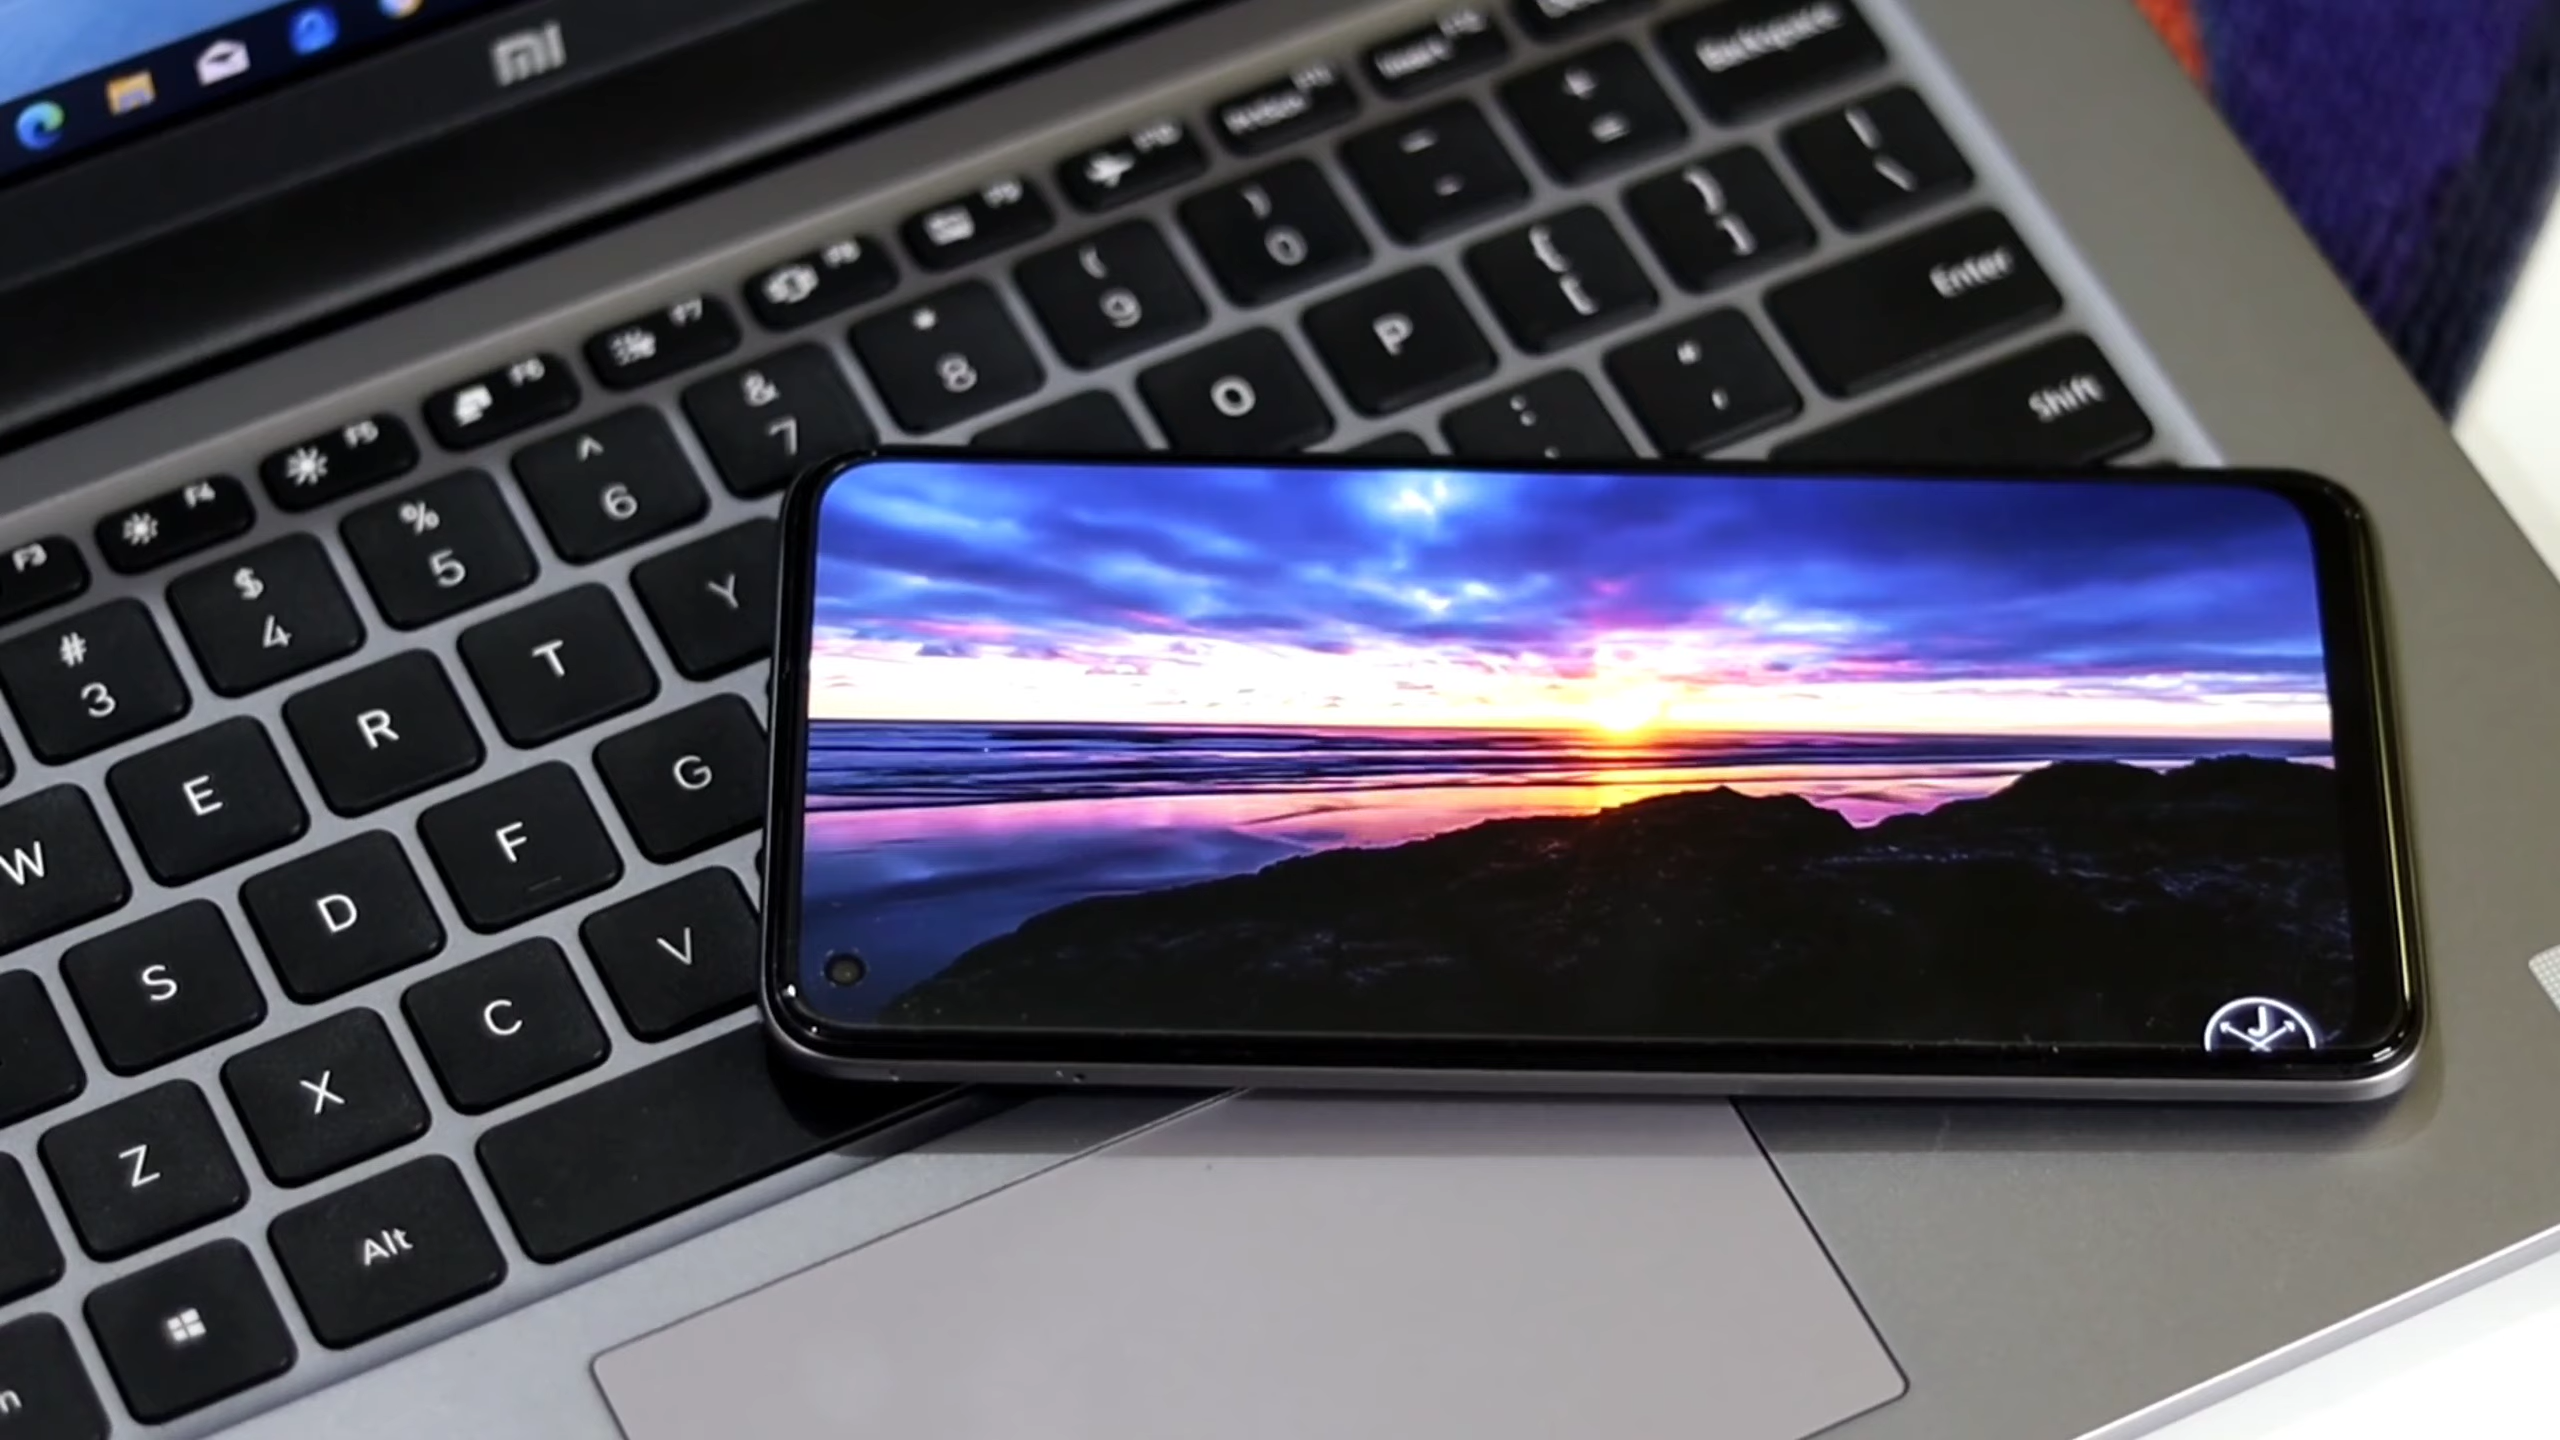 mi
Backspace
F10
F9
F8
F7
F6
F5
F4
F3
+ =
_ -
) 0
( 9
* 8
& 7
^ 6
% 5
$ 4
# 3
| \
} ]
{ [
P
O
Y
T
R
E
W
Enter
" '
: ;
G
F
D
S
Shift
V
C
X
Z
Alt
n
J